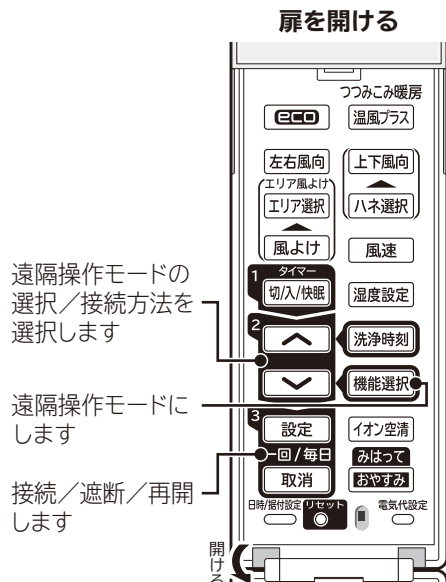 扉を開ける
つつみこみ暖房
eco
温風プラス
左右風向
上下風向
エリア風よけ
エリア選択
ハネ選択
風よけ
風速
1
タイマー
切/入/快眠
湿度設定
遠隔操作モードの
選択／接続方法を
選択します
2
洗浄時刻
機能選択
遠隔操作モードに
します
3
設定
イオン空清
一回/毎日
みはって
取消
おやすみ
接続／遮断／再開
します
日時/据付設定
リセット
電気代設定
開ける